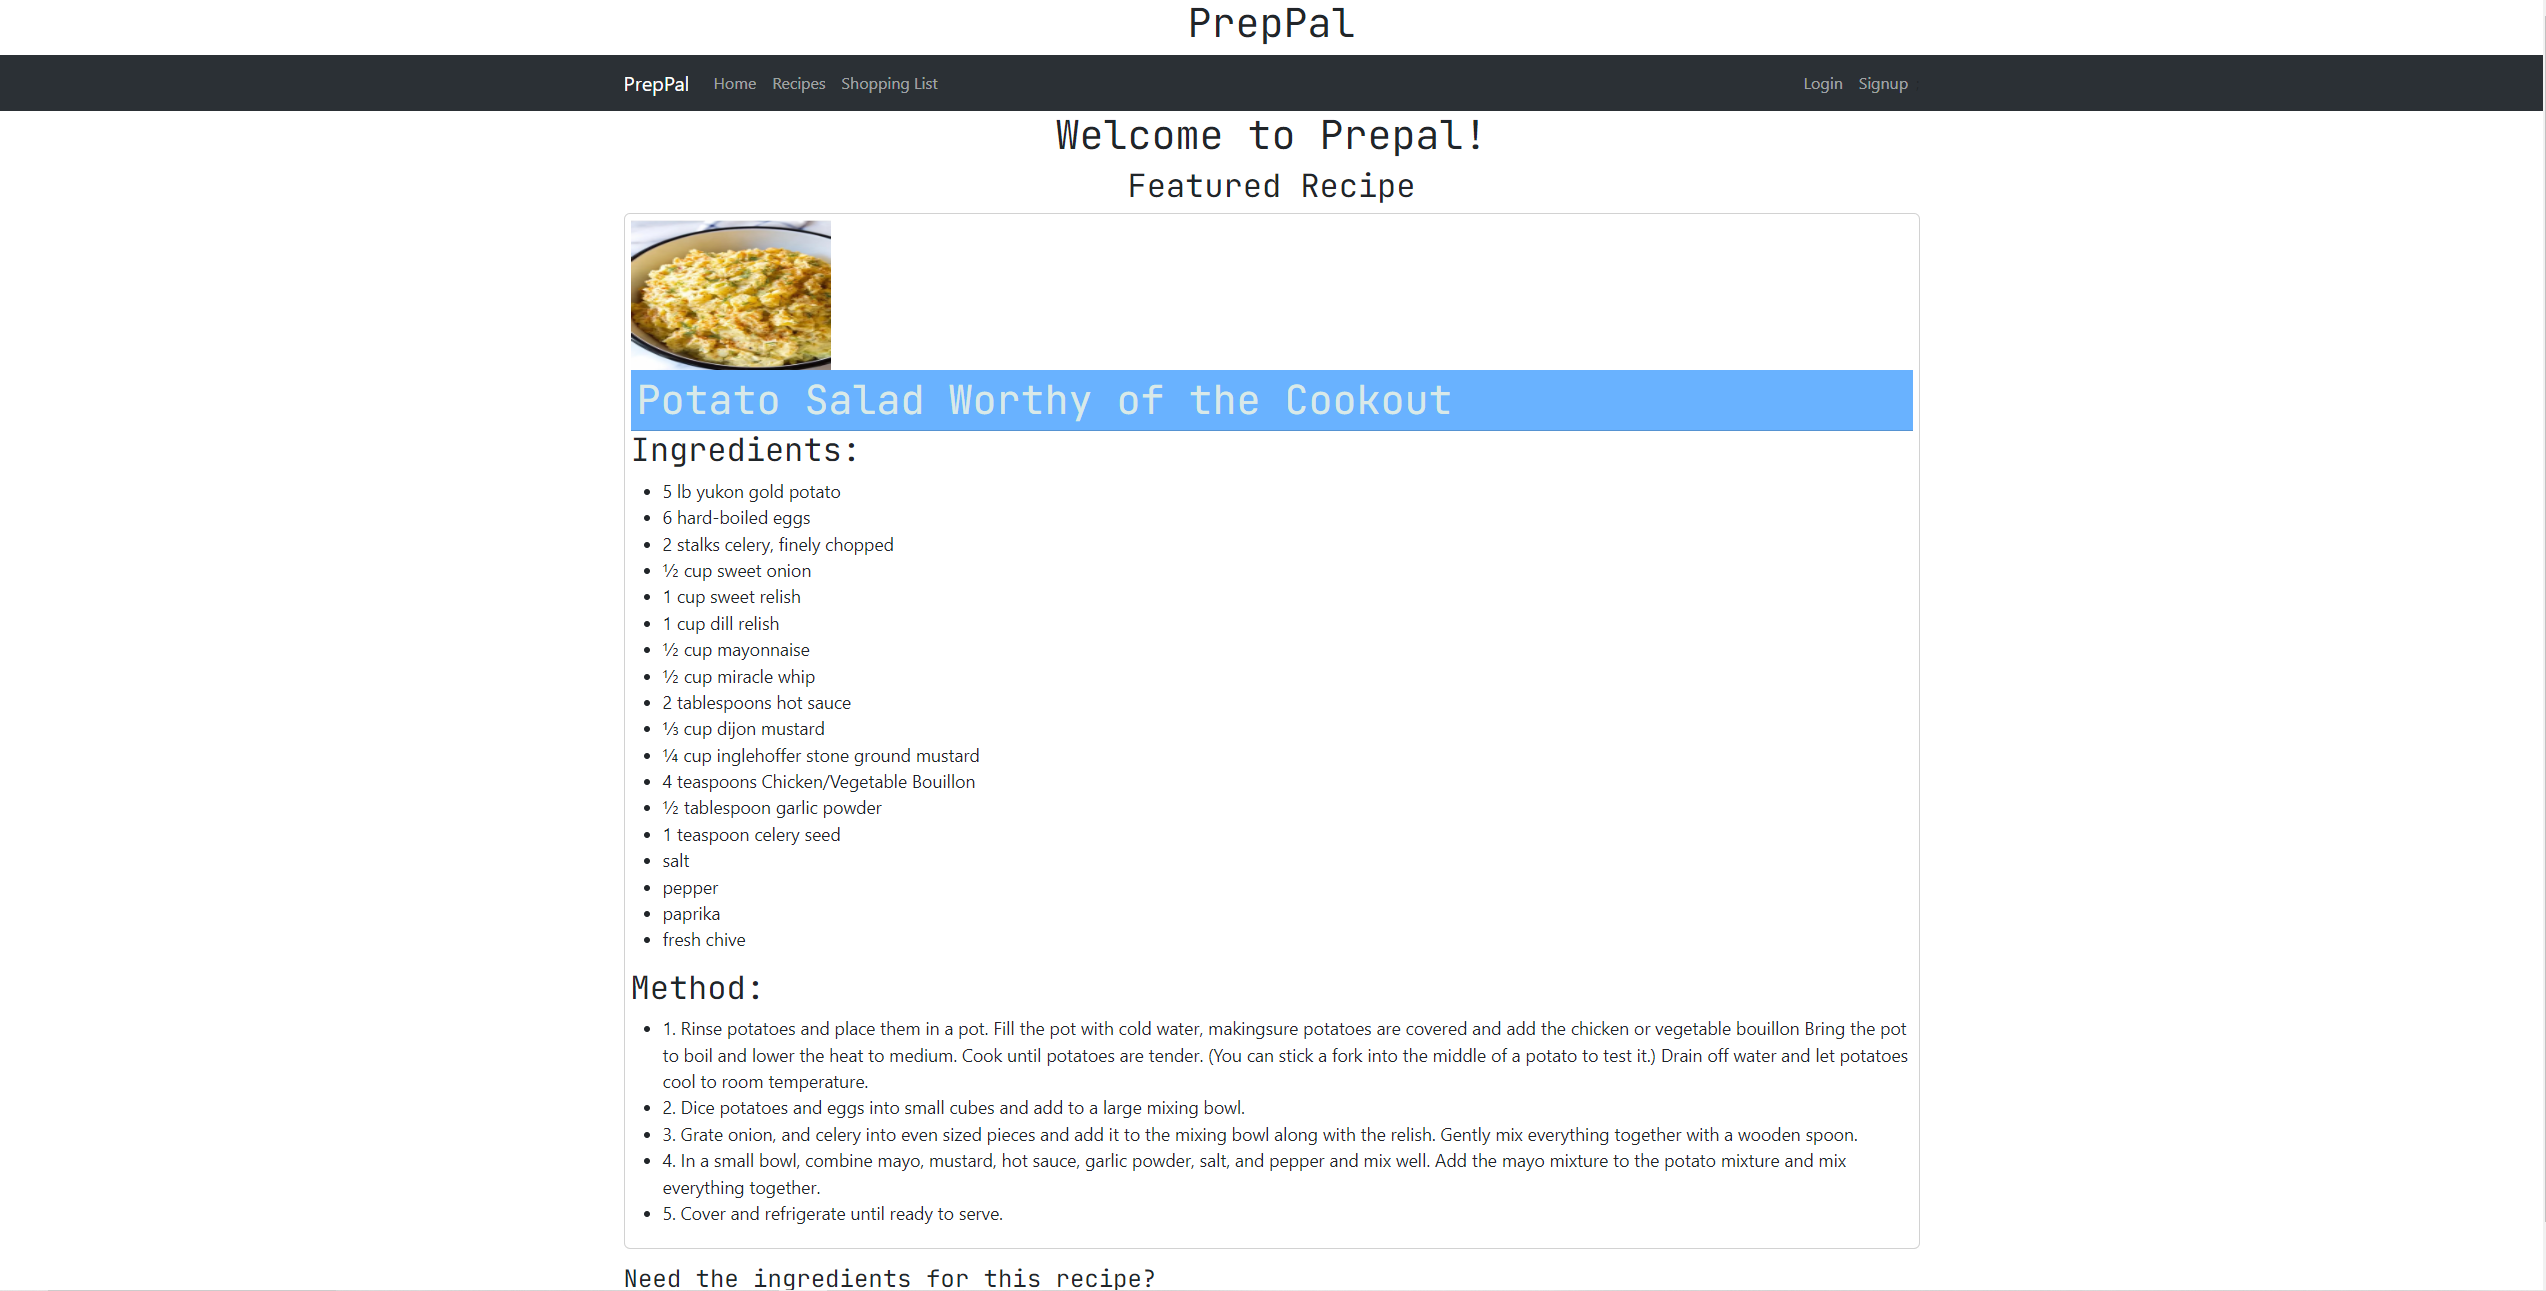 PrepPal
PrepPal Home Recipes Shopping List Login Signup
Welcome to Prepal!
Featured Recipe
Potato Salad Worthy of the Cookout
Ingredients:
• 5 lb yukon gold potato
• 6 hard-boiled eggs
• 2 stalks celery, finely chopped
• ½ cup sweet onion
• 1 cup sweet relish
• 1 cup dill relish
• ½ cup mayonnaise
• ½ cup miracle whip
• 2 tablespoons hot sauce
• ⅓ cup dijon mustard
• ¼ cup inglehoffer stone ground mustard
• 4 teaspoons Chicken/Vegetable Bouillon
• ½ tablespoon garlic powder
• 1 teaspoon celery seed
• salt
• pepper
• paprika
• fresh chive
Method:
• 1. Rinse potatoes and place them in a pot. Fill the pot with cold water, makingsure potatoes are covered and add the chicken or vegetable bouillon Bring the pot
to boil and lower the heat to medium. Cook until potatoes are tender. (You can stick a fork into the middle of a potato to test it.) Drain off water and let potatoes
cool to room temperature.
• 2. Dice potatoes and eggs into small cubes and add to a large mixing bowl.
• 3. Grate onion, and celery into even sized pieces and add it to the mixing bowl along with the relish. Gently mix everything together with a wooden spoon.
• 4. In a small bowl, combine mayo, mustard, hot sauce, garlic powder, salt, and pepper and mix well. Add the mayo mixture to the potato mixture and mix
everything together.
• 5. Cover and refrigerate until ready to serve.
Need the ingredients for this recipe?